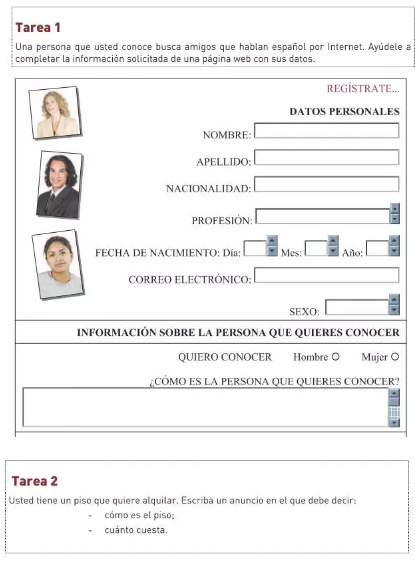 Tarea 1
Una persona que usted conoce busca amigos que hablan español por Internet. Ayúdele a
completar la información solicitada de una página web con sus datos.
REGÍSTRATE...
DATOS PERSONALES
NOMBRE:
APELLIDO:
NACIONALIDAD:
PROFESIÓN:
FECHA DE NACIMIENTO: Día: Mes: Año:
CORREO ELECTRÓNICO:
SEXO:
INFORMACIÓN SOBRE LA PERSONA QUE QUIERES CONOCER
QUIERO CONOCER Hombre O Mujer O
¿CÓMO ES LA PERSONA QUE QUIERES CONOCER?
Tarea 2
Usted tiene un piso que quiere alquilar. Escriba un anuncio en el que debe decir:
- cómo es el piso;
- cuánto cuesta.